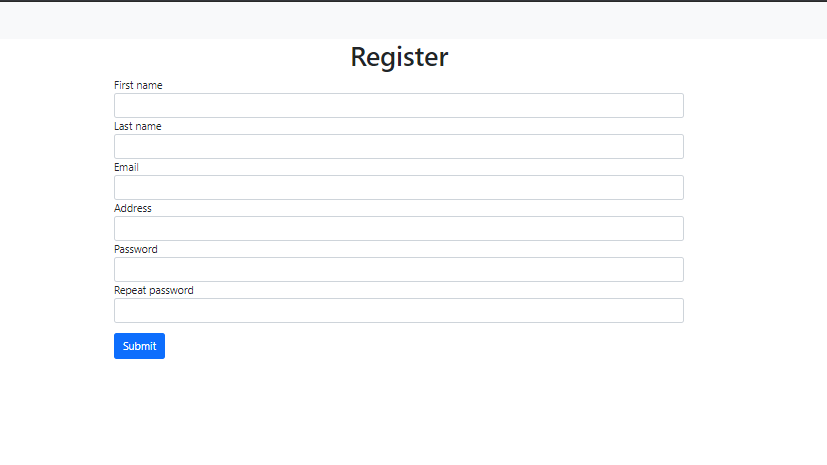 Register
First name
Last name
Email
Address
Password
Repeat password
Submit